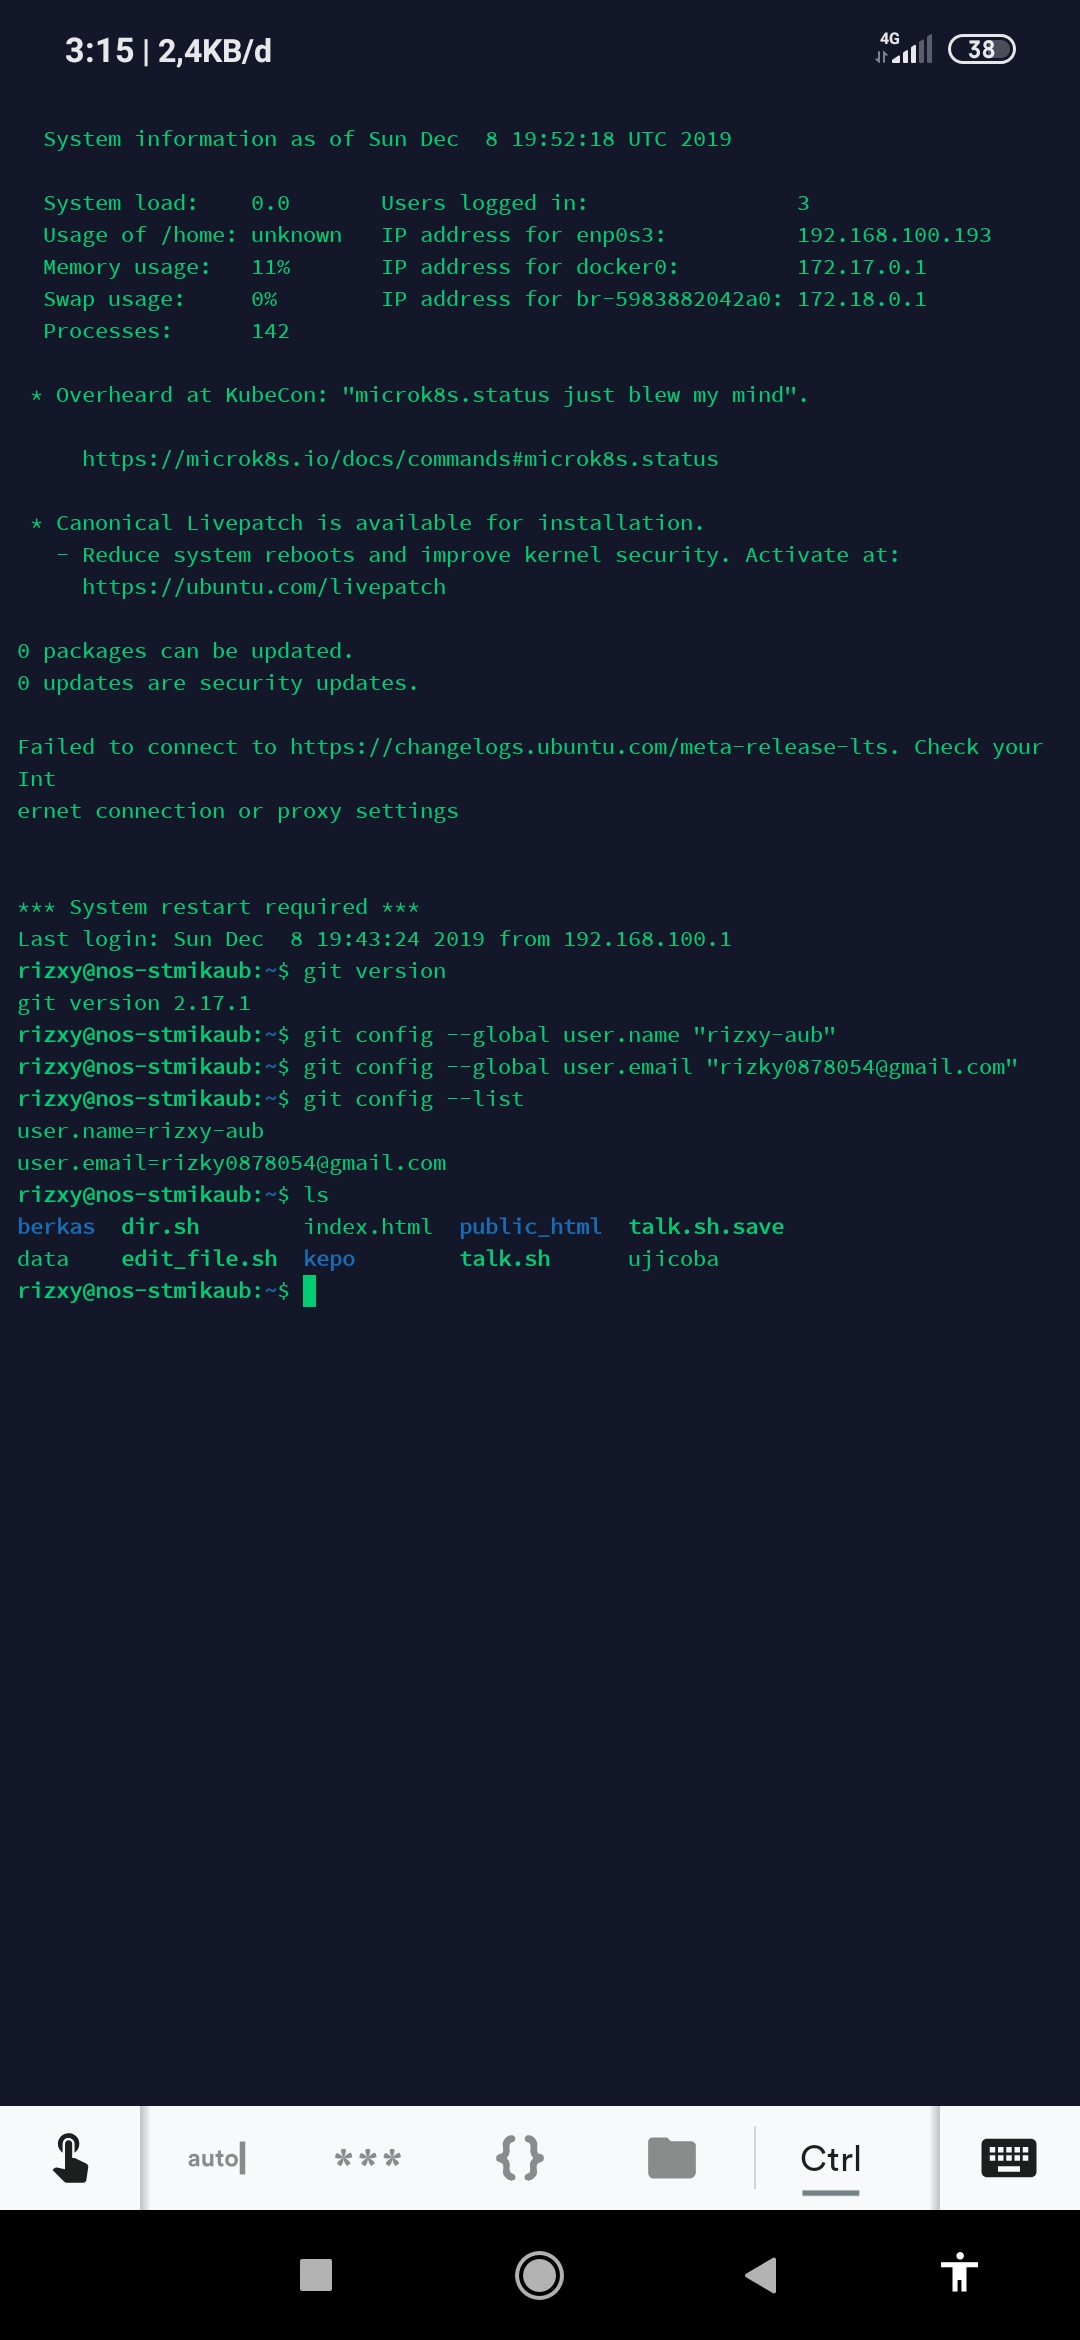 3:15 | 2,4KB/d 4G 38
System information as of Sun Dec  8 19:52:18 UTC 2019
System load:    0.0       Users logged in:                3
Usage of /home: unknown   IP address for enp0s3:          192.168.100.193
Memory usage:   11%       IP address for docker0:         172.17.0.1
Swap usage:     0%        IP address for br-5983882042a0: 172.18.0.1
Processes:      142
* Overheard at KubeCon: "microk8s.status just blew my mind".
https://microk8s.io/docs/commands#microk8s.status
* Canonical Livepatch is available for installation.
- Reduce system reboots and improve kernel security. Activate at:
https://ubuntu.com/livepatch
0 packages can be updated.
0 updates are security updates.
Failed to connect to https://changelogs.ubuntu.com/meta-release-lts. Check your
Int
ernet connection or proxy settings
*** System restart required ***
Last login: Sun Dec  8 19:43:24 2019 from 192.168.100.1
rizxy@nos-stmikaub:~$ git version
git version 2.17.1
rizxy@nos-stmikaub:~$ git config --global user.name "rizxy-aub"
rizxy@nos-stmikaub:~$ git config --global user.email "rizky0878054@gmail.com"
rizxy@nos-stmikaub:~$ git config --list
user.name=rizxy-aub
user.email=rizky0878054@gmail.com
rizxy@nos-stmikaub:~$ ls
berkas  dir.sh        index.html  public_html  talk.sh.save
data    edit_file.sh  kepo        talk.sh      ujicoba
rizxy@nos-stmikaub:~$
auto *** {} Ctrl